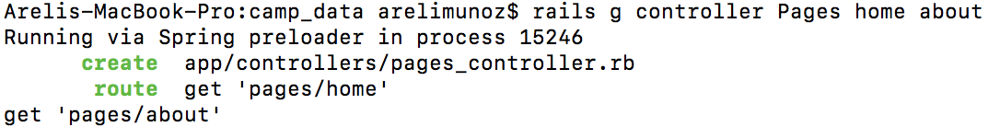 Arelis-MacBook-Pro:camp_data arelimunoz$ rails g controller Pages home about
Running via Spring preloader in process 15246
      create  app/controllers/pages_controller.rb
       route  get 'pages/home'
get 'pages/about'